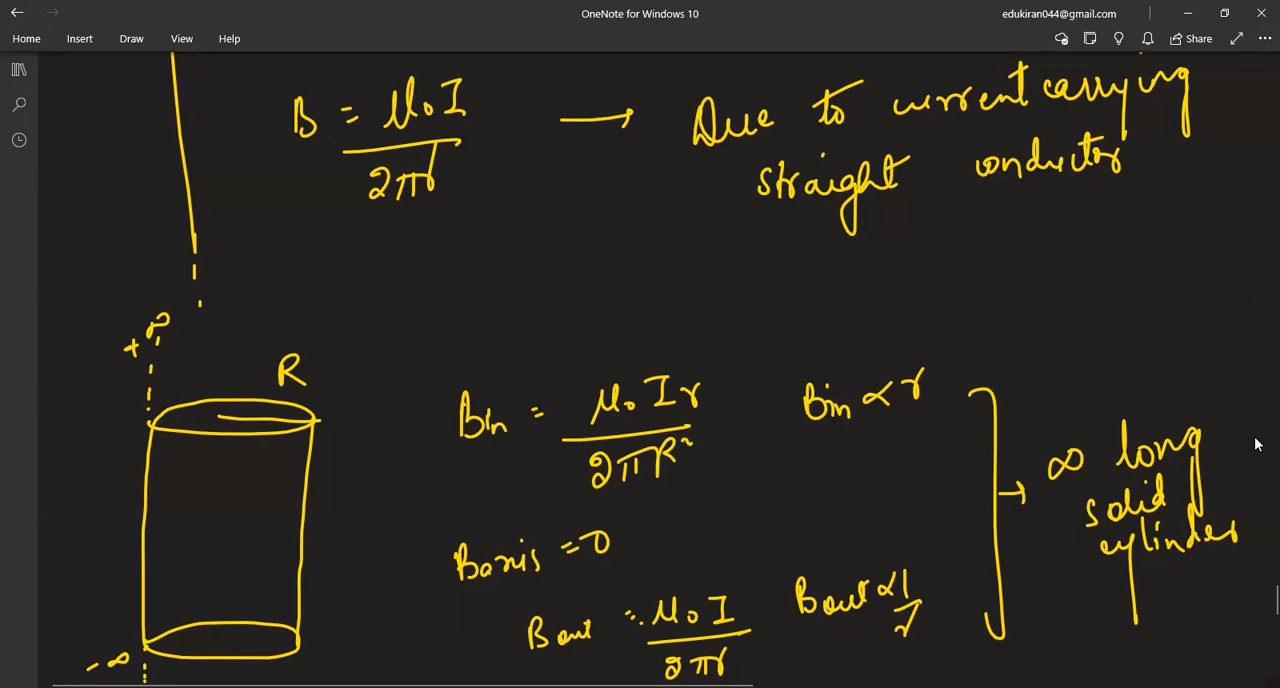 OneNote for Windows 10
edukiran044@gmail.com
Home Insert Draw View Help
Share
B = μ₀I / 2πr → Due to current carrying
straight conductor
+∞
R
Bin = μ₀Ir / 2πR² Bin ∝ r
→ ∞ long
solid
cylinder
Baxis = 0
Bout = μ₀I / 2πr Bout ∝ 1/r
-∞